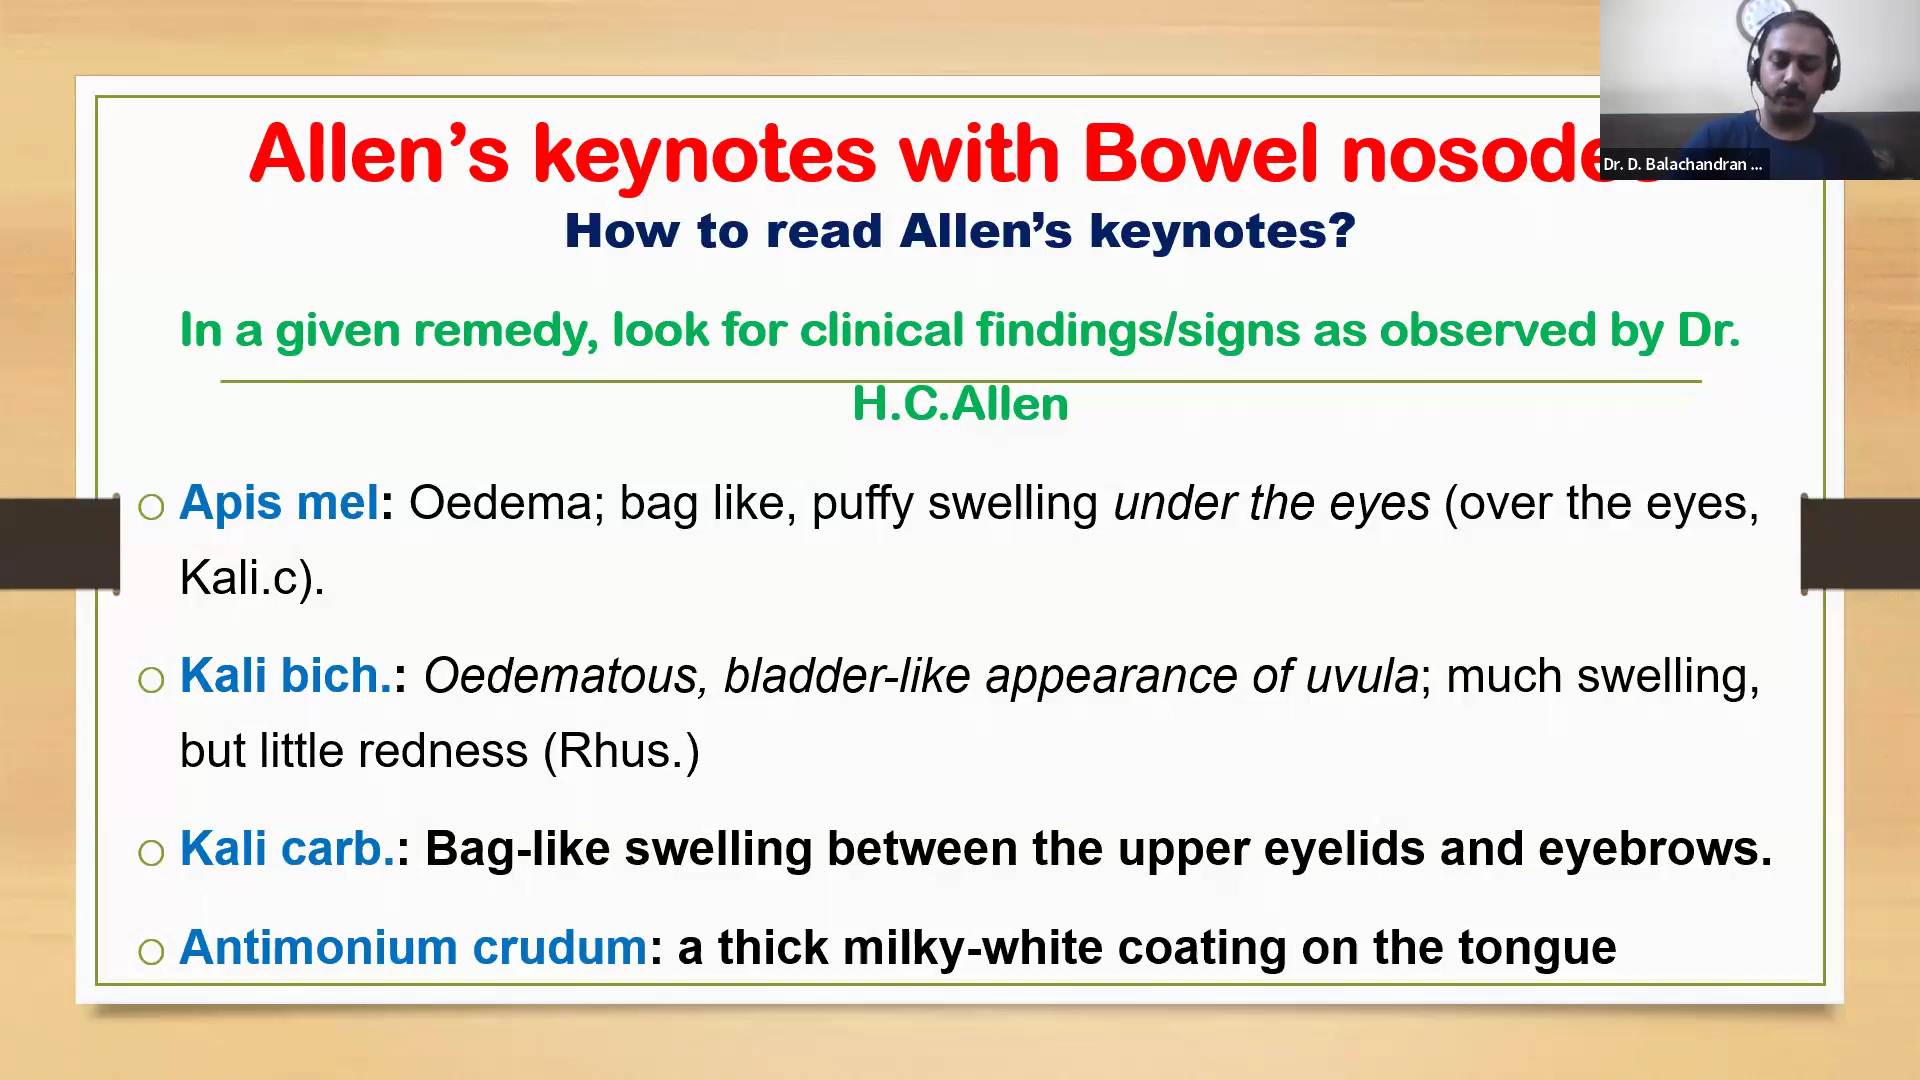 Allen’s keynotes with Bowel nosode
How to read Allen’s keynotes?
In a given remedy, look for clinical findings/signs as observed by Dr.
H.C.Allen
Apis mel: Oedema; bag like, puffy swelling under the eyes (over the eyes,
Kali.c).
Kali bich.: Oedematous, bladder-like appearance of uvula; much swelling,
but little redness (Rhus.)
Kali carb.: Bag-like swelling between the upper eyelids and eyebrows.
Antimonium crudum: a thick milky-white coating on the tongue
Dr. D. Balachandran ...